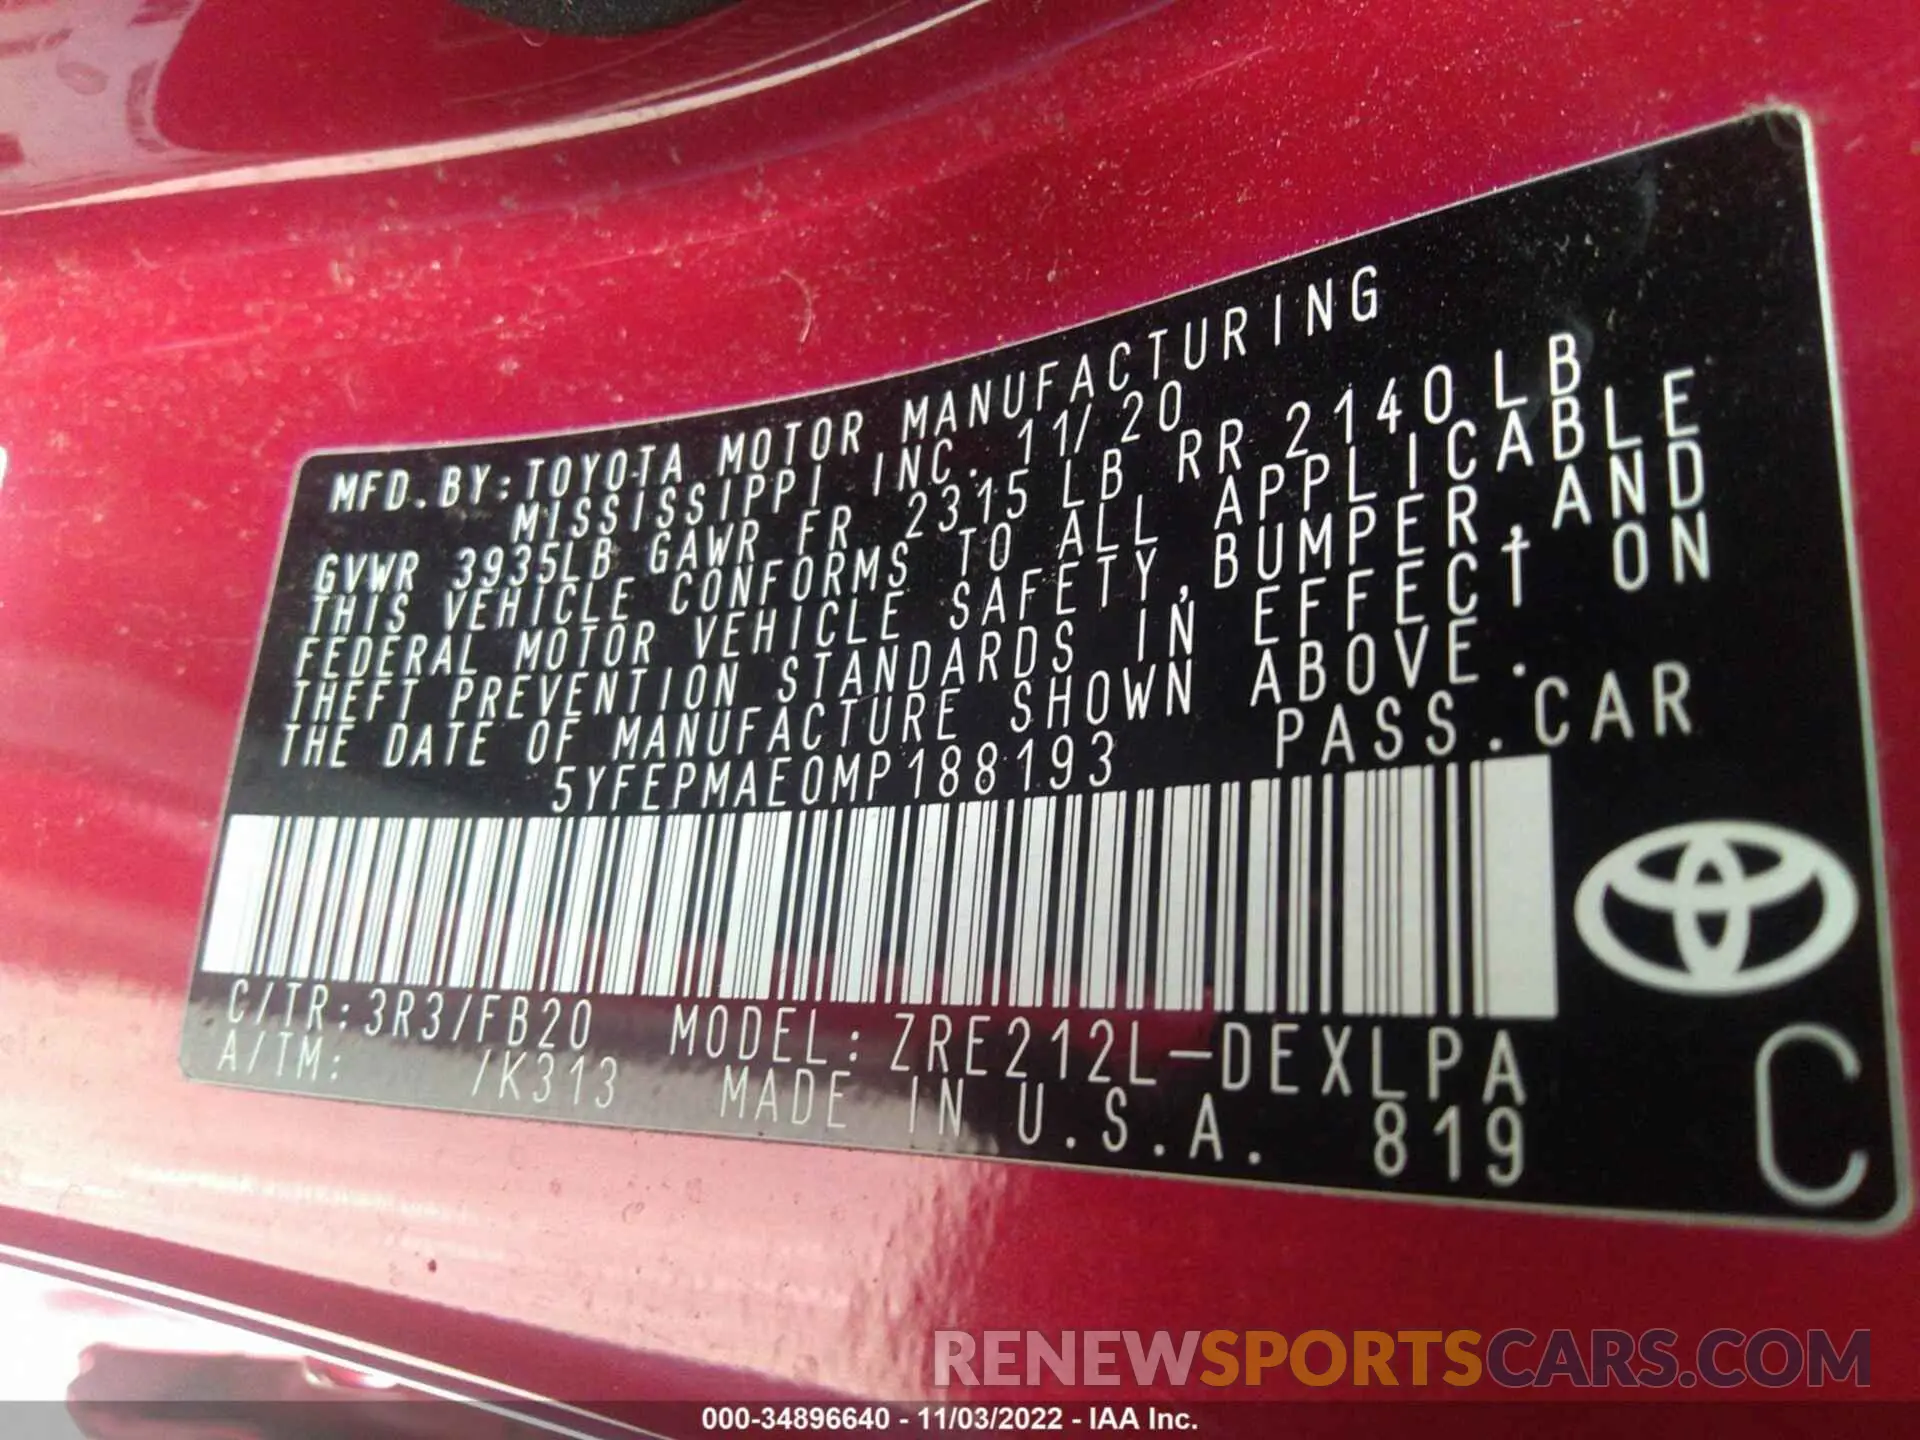 MFD.BY:TOYOTA MOTOR MANUFACTURING
MISSISSIPPI INC. 11/20
GVWR 3935LB GAWR FR 2315 LB RR 2140LB
THIS VEHICLE CONFORMS TO ALL APPLICABLE
FEDERAL MOTOR VEHICLE SAFETY,BUMPER,AND
THEFT PREVENTION STANDARDS IN EFFECT ON
THE DATE OF MANUFACTURE SHOWN ABOVE.
5YFEPMAE0MP188193 PASS.CAR
C/TR:3R3/FB20 MODEL:ZRE212L-DEXLPA
A/TM: /K313 MADE IN U.S.A. 819
C
RENEWSPORTSCARS.COM
000-34896640 - 11/03/2022 - IAA Inc.